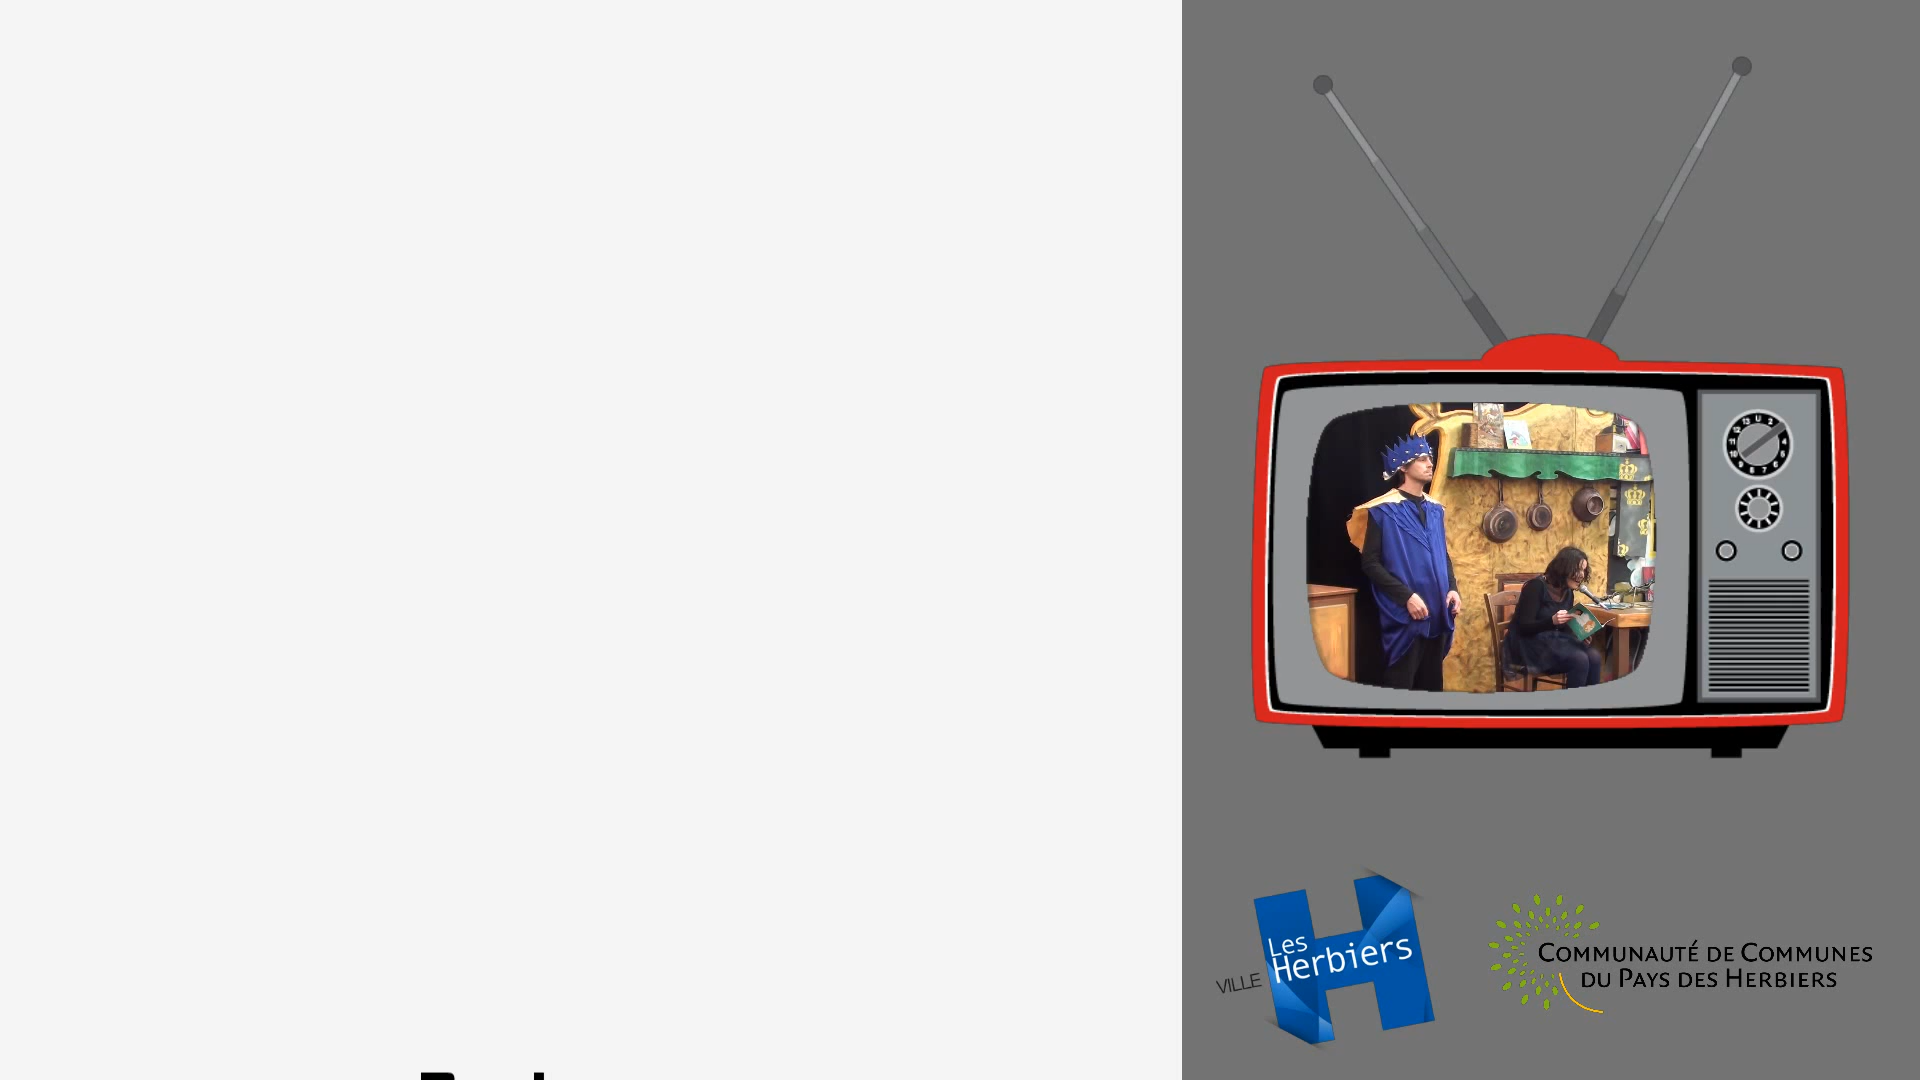 VILLE
Les
Herbiers
COMMUNAUTÉ DE COMMUNES
DU PAYS DES HERBIERS